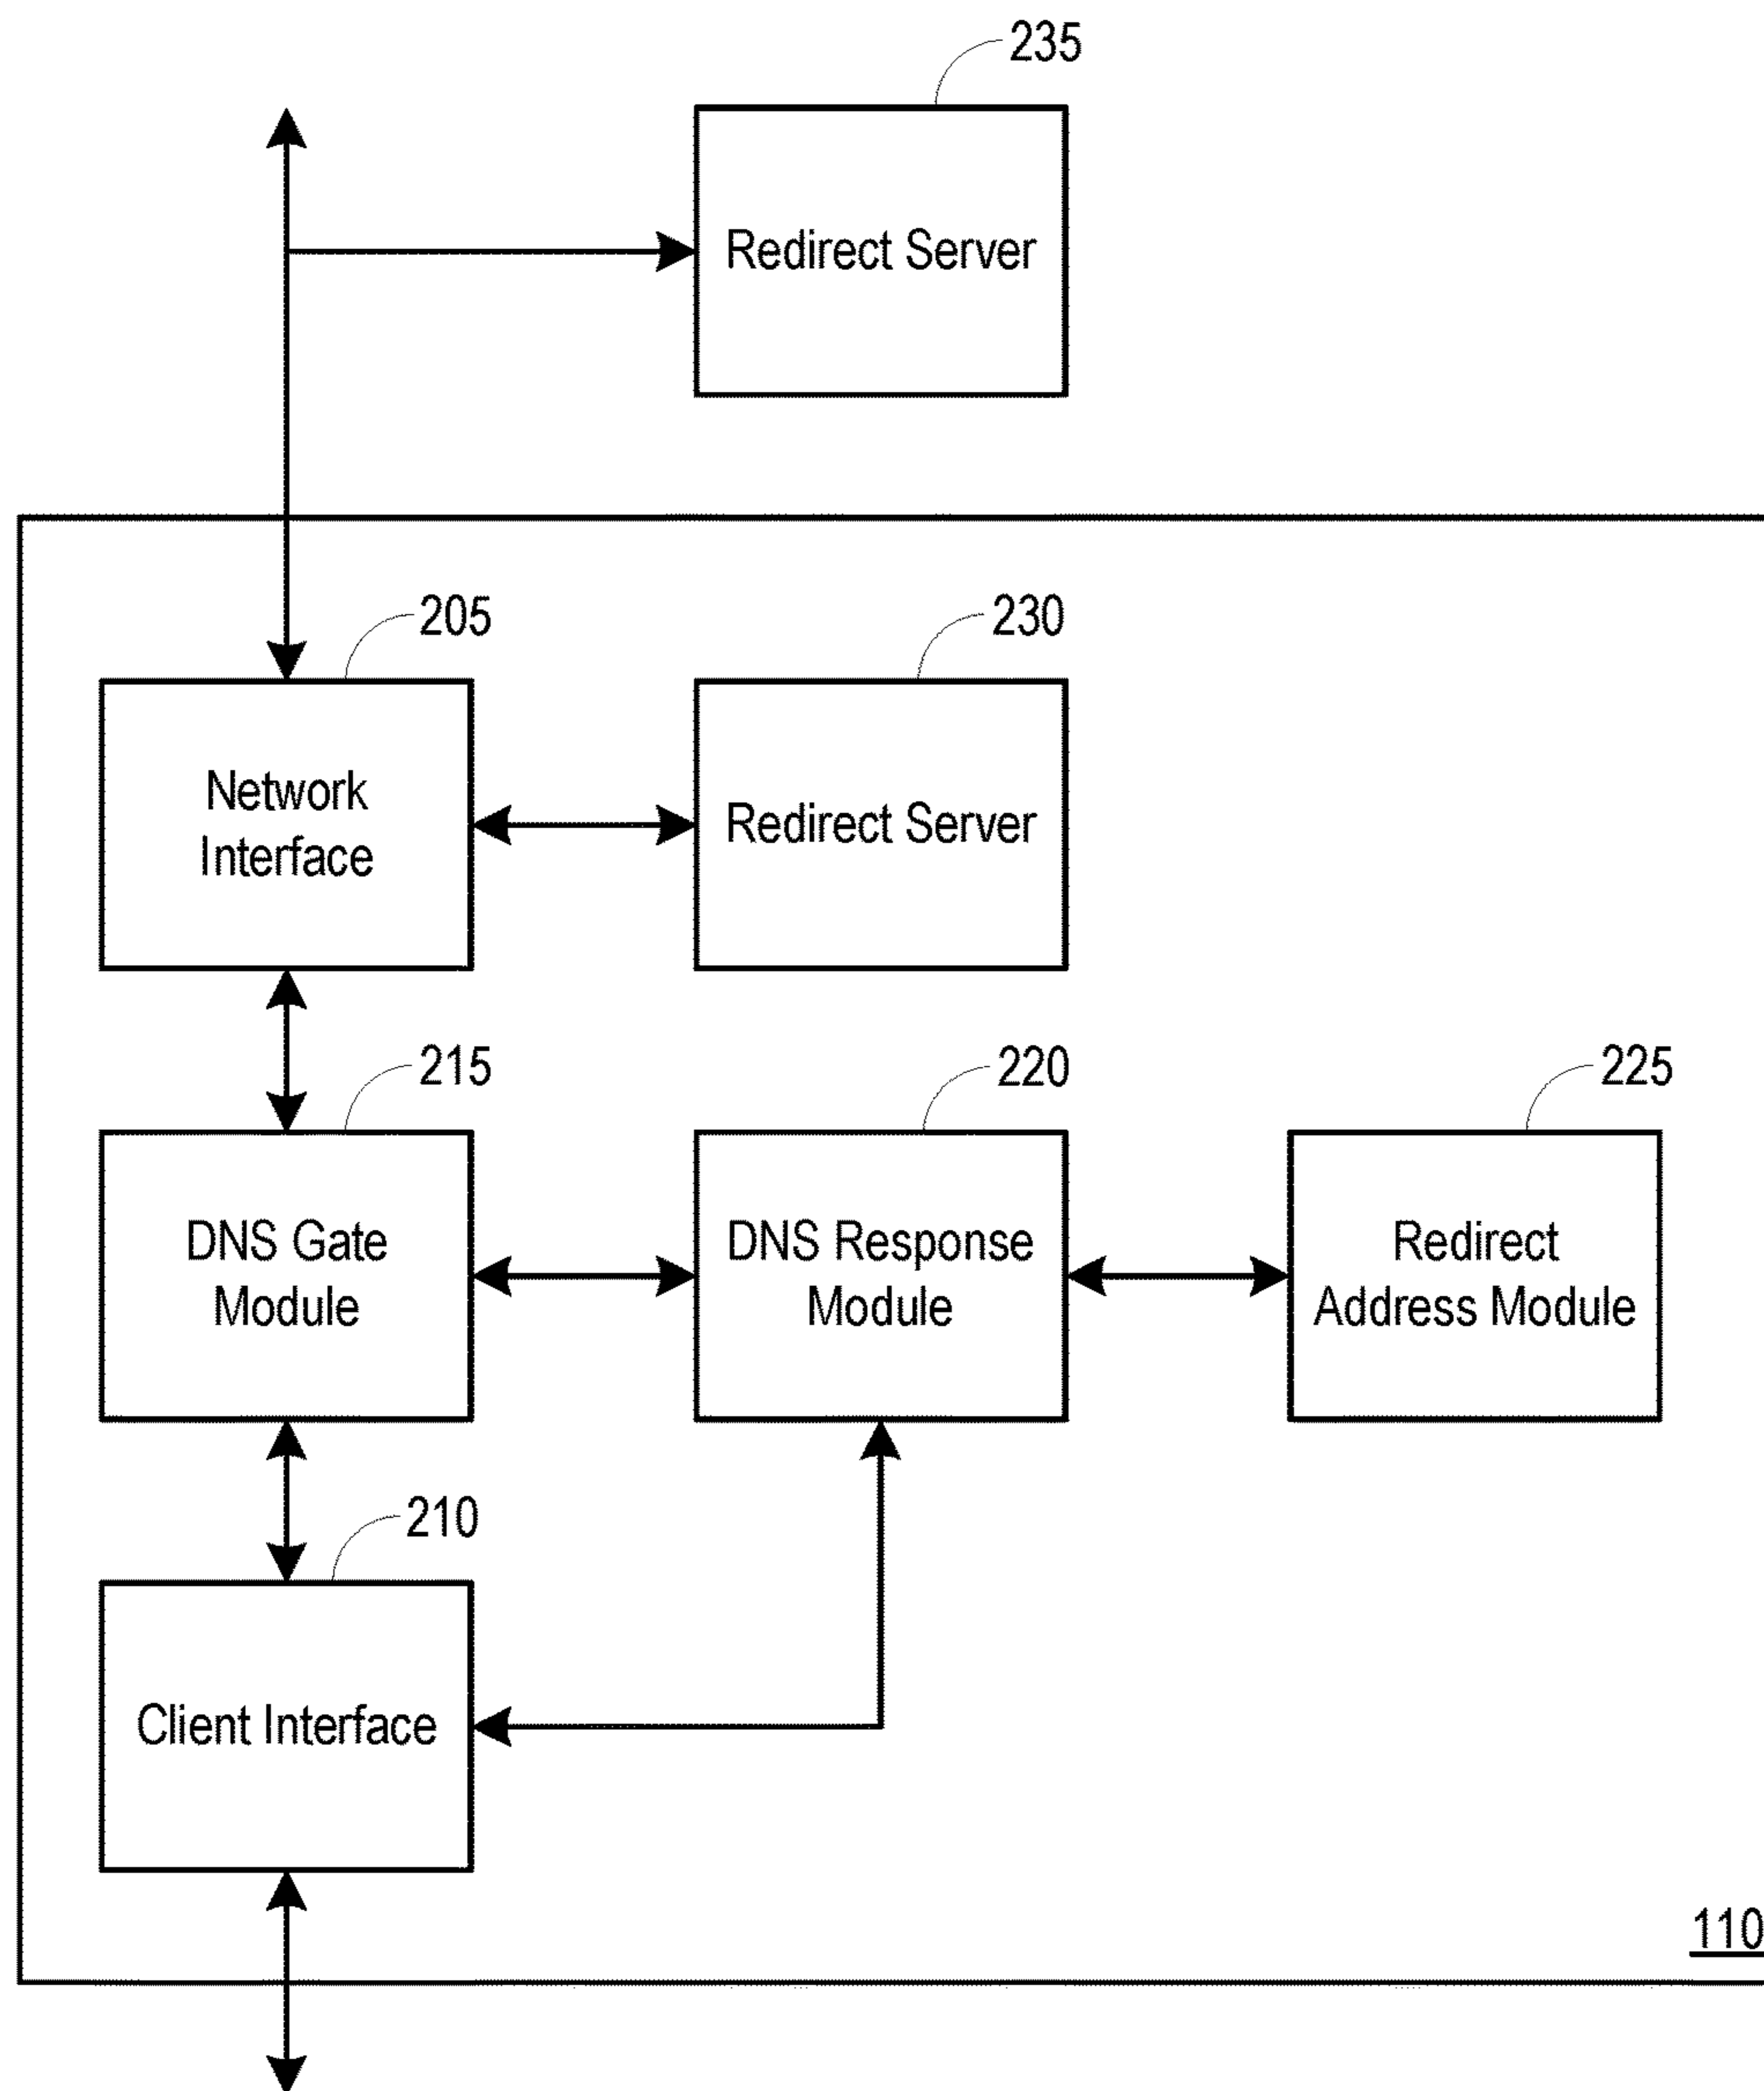 235
Redirect Server
205
230
Network
Interface
Redirect Server
215
220
225
DNS Gate
Module
DNS Response
Module
Redirect
Address Module
210
Client Interface
110